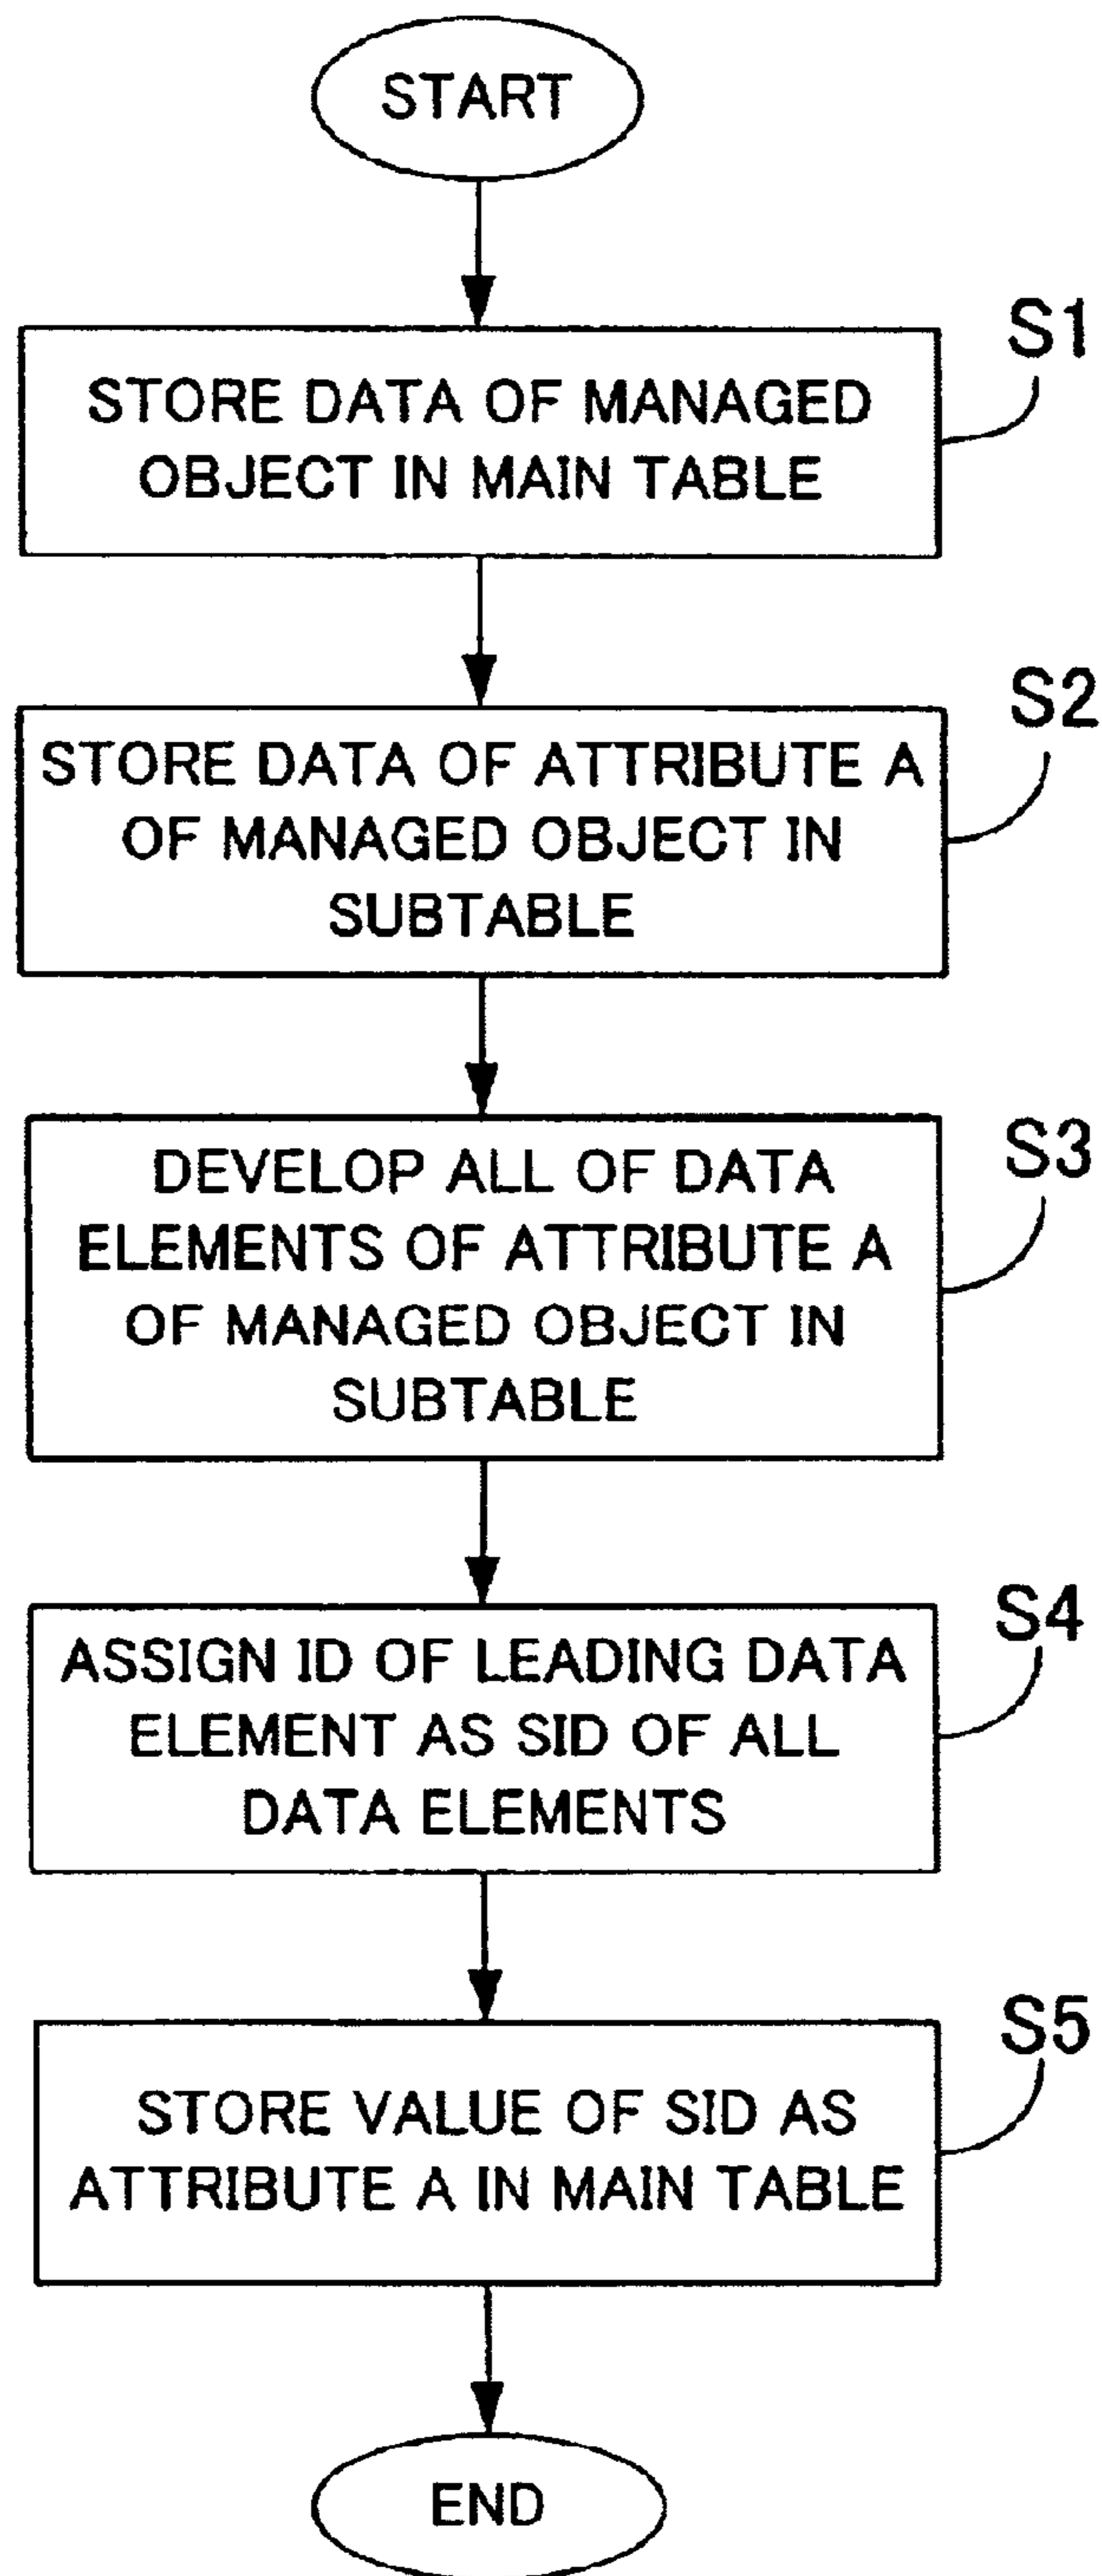 START
S1
STORE DATA OF MANAGED
OBJECT IN MAIN TABLE
S2
STORE DATA OF ATTRIBUTE A
OF MANAGED OBJECT IN
SUBTABLE
S3
DEVELOP ALL OF DATA
ELEMENTS OF ATTRIBUTE A
OF MANAGED OBJECT IN
SUBTABLE
S4
ASSIGN ID OF LEADING DATA
ELEMENT AS SID OF ALL
DATA ELEMENTS
S5
STORE VALUE OF SID AS
ATTRIBUTE A IN MAIN TABLE
END